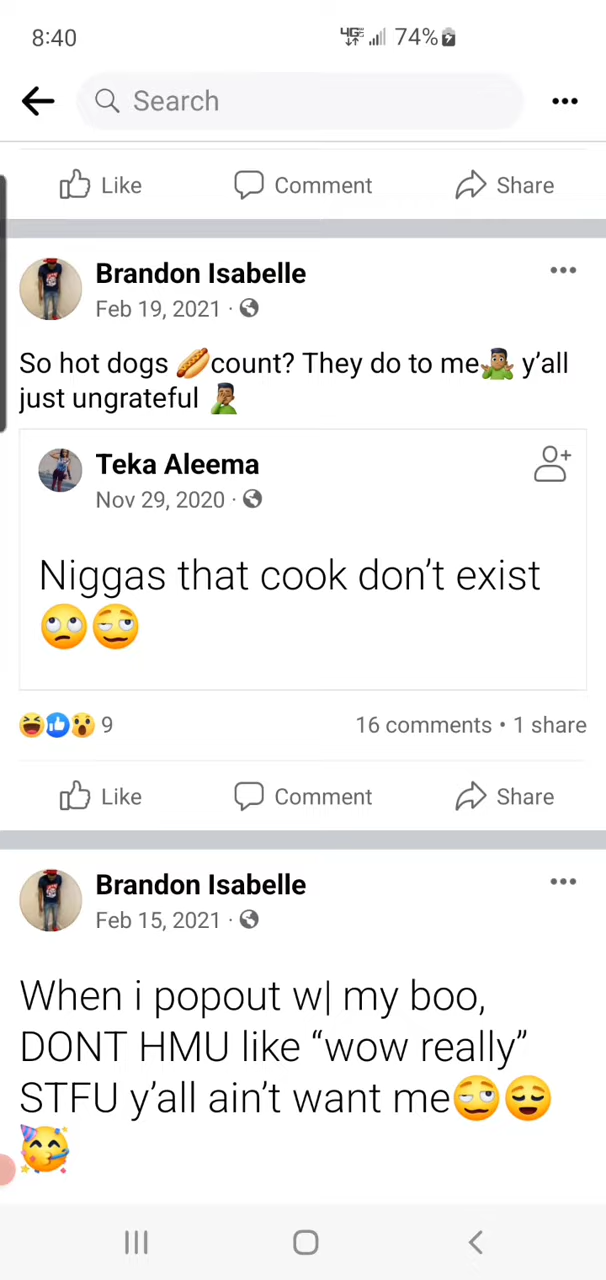 8:40
4G 74%
Search
Like Comment Share
Brandon Isabelle
Feb 19, 2021 ·
So hot dogs 🌭count? They do to me🤷🏾‍♂️ y’all
just ungrateful 🤦🏾‍♂️
Teka Aleema
Nov 29, 2020 ·
Niggas that cook don’t exist
🙄🥴
9 16 comments • 1 share
Like Comment Share
Brandon Isabelle
Feb 15, 2021 ·
When i popout w| my boo,
DONT HMU like “wow really”
STFU y’all ain’t want me🥴😌
🥳